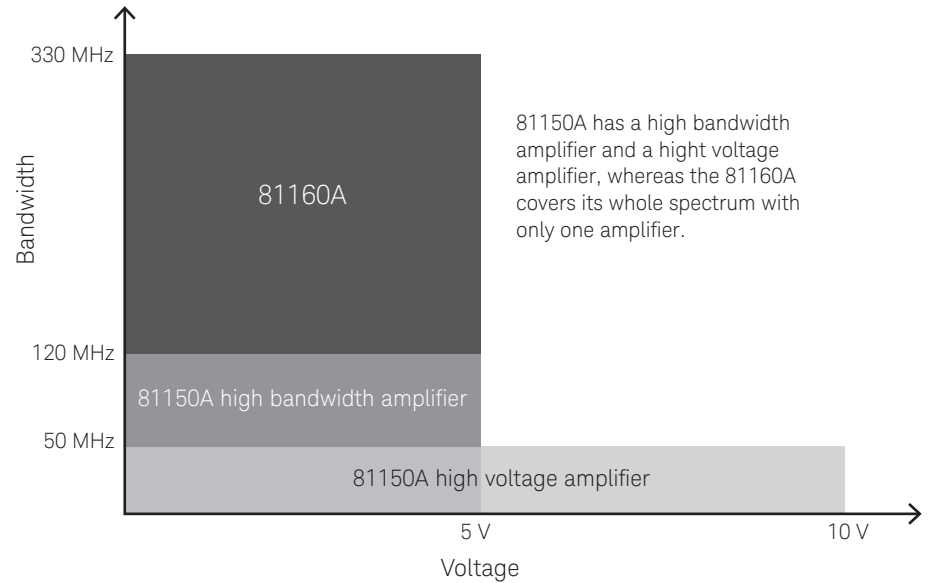 330 MHz
Bandwidth
81160A
81150A has a high bandwidth
amplifier and a hight voltage
amplifier, whereas the 81160A
covers its whole spectrum with
only one amplifier.
120 MHz
81150A high bandwidth amplifier
50 MHz
81150A high voltage amplifier
5 V
10 V
Voltage